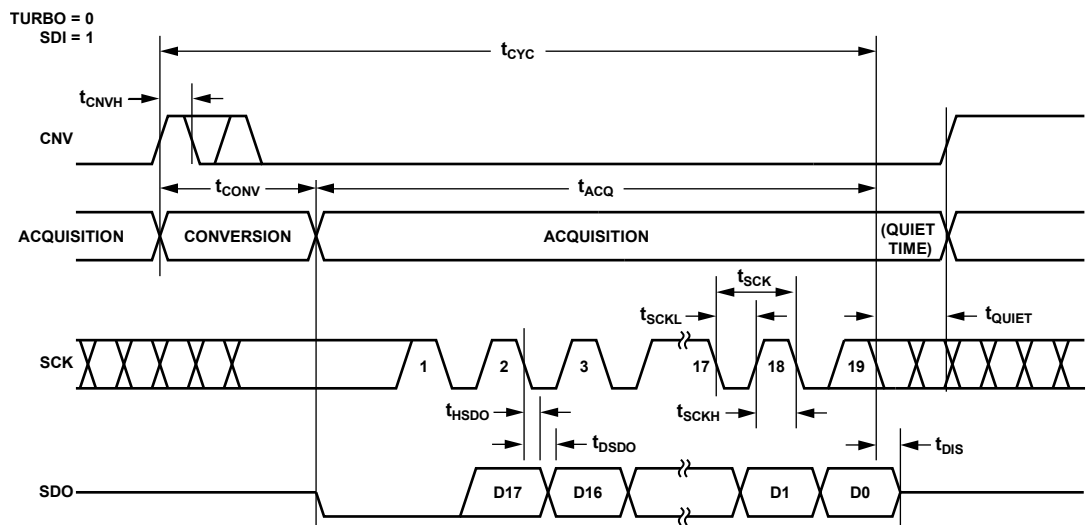 TURBO = 0
SDI = 1
tCYC
tCNVH
CNV
tCONV
tACQ
ACQUISITION
CONVERSION
ACQUISITION
(QUIET
TIME)
tSCK
tSCKL
tQUIET
SCK
1
2
3
17
18
19
tHSDO
tSCKH
tDSDO
tDIS
SDO
D17
D16
D1
D0